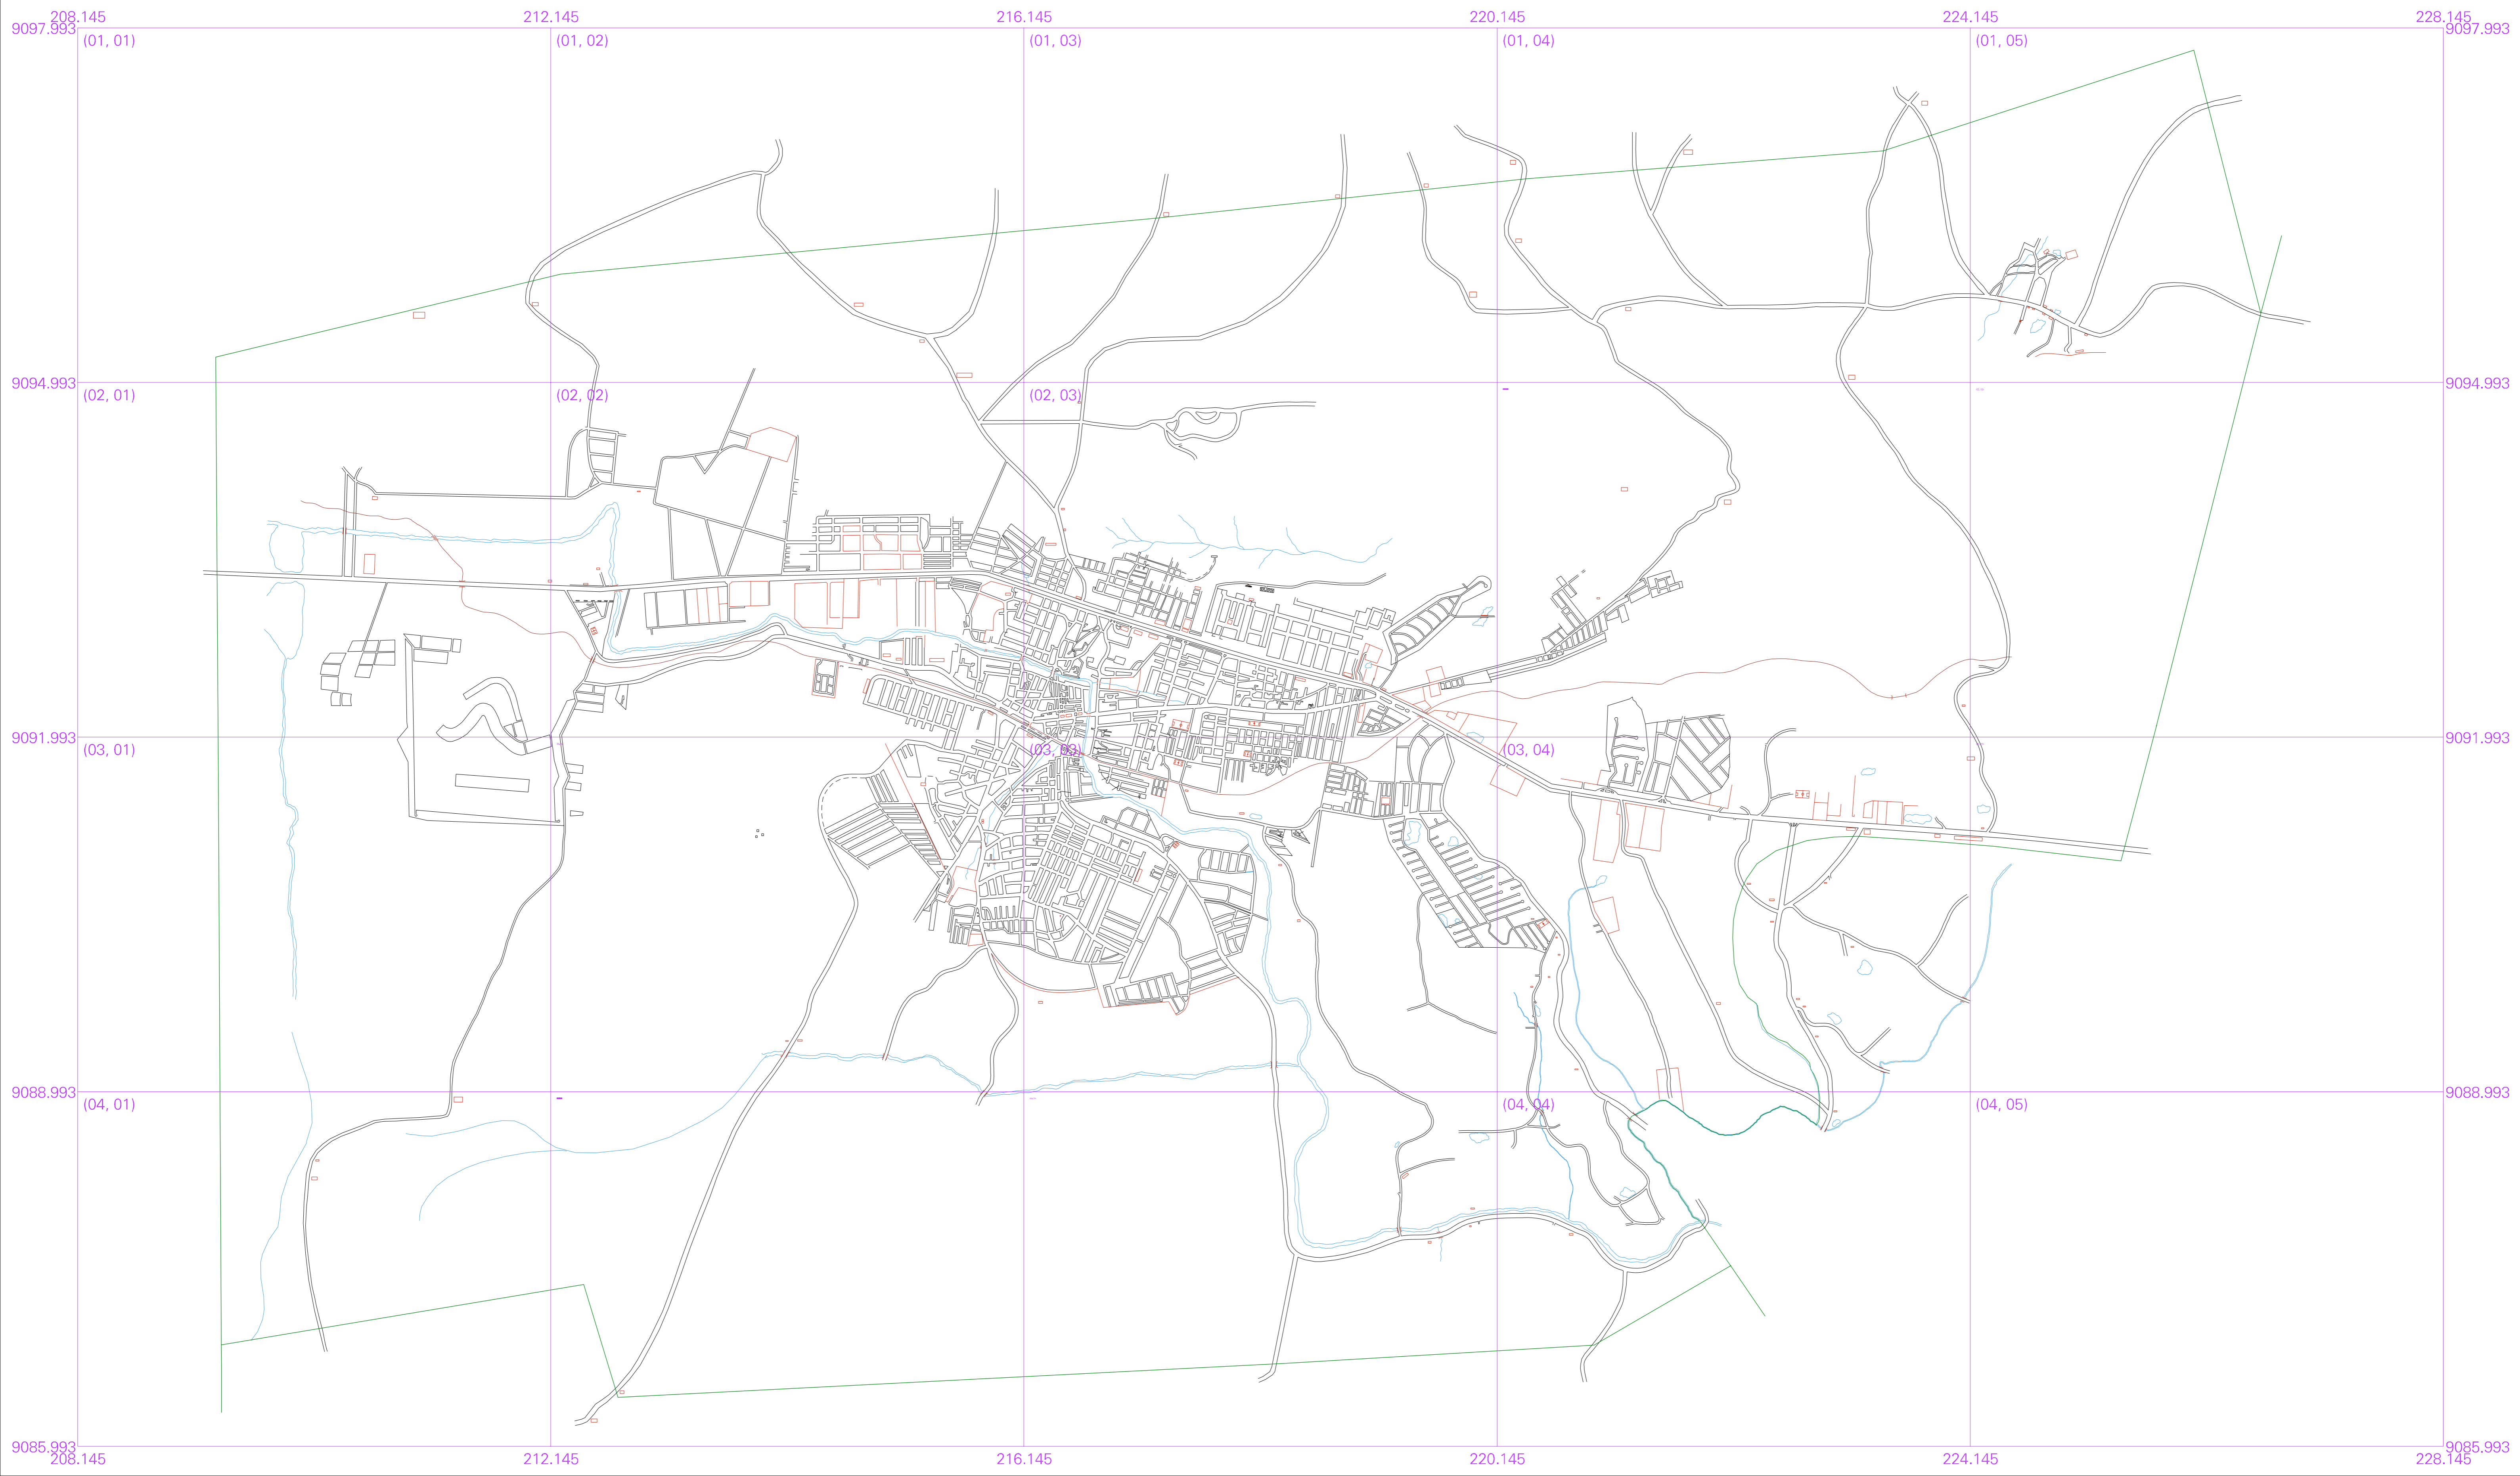 208.145 212.145 216.145 220.145 224.145 228.145
9097.993 9097.993
(01, 01) (01, 02) (01, 03) (01, 04) (01, 05)
9094.993 9094.993
(02, 01) (02, 02) (02, 03)
9091.993 9091.993
(03, 01) (03, 03) (03, 04)
9088.993 9088.993
(04, 01) (04, 04) (04, 05)
9085.993 9085.993
208.145 212.145 216.145 220.145 224.145 228.145